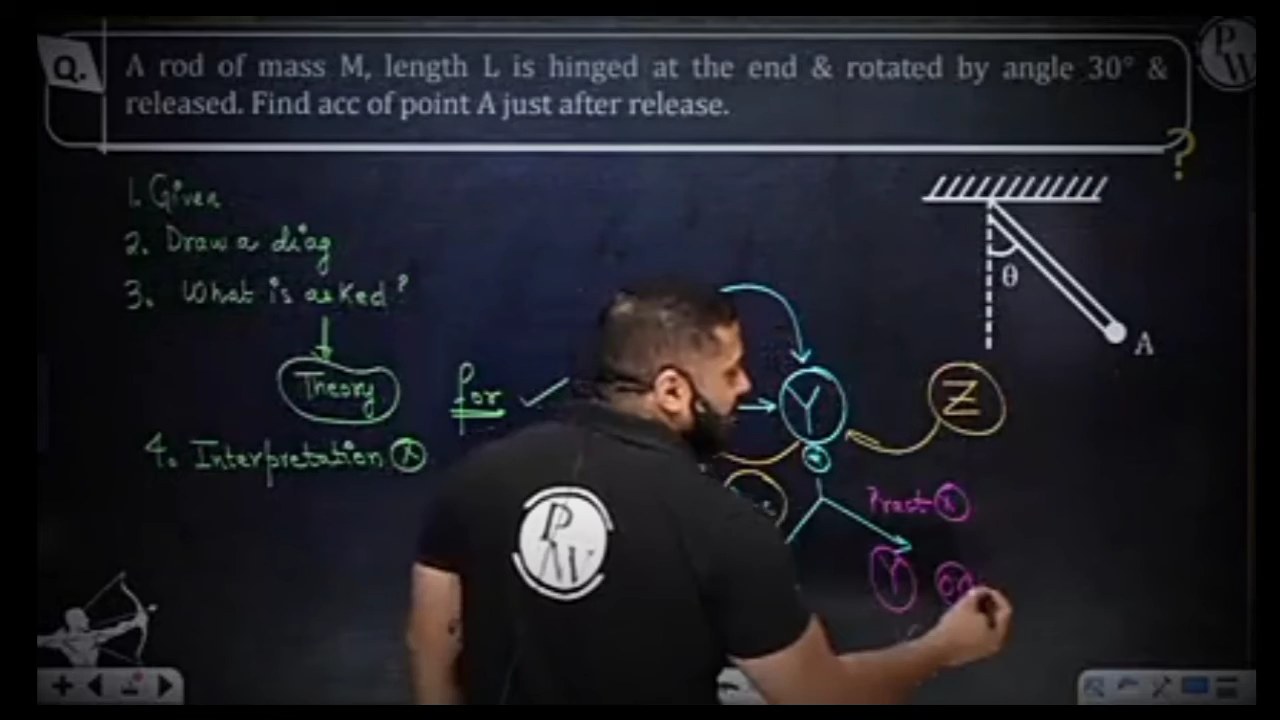 Q. A rod of mass M, length L is hinged at the end & rotated by angle 30° &
released. Find acc of point A just after release.
?
PW
1. Given
2. Draw a diag
3. What is asked?
Theory
for
4. Interpretation
θ
A
Y
Z
Pract
Y
PW